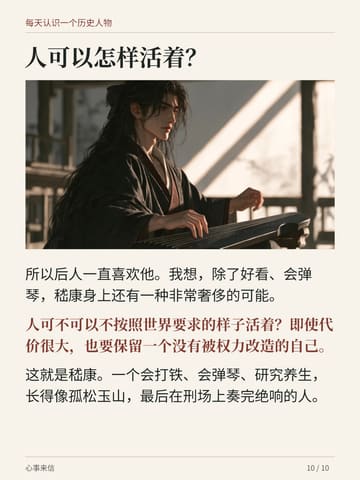 每天认识一个历史人物
人可以怎样活着？
所以后人一直喜欢他。我想，除了好看、会弹
琴，嵇康身上还有一种非常奢侈的可能。
人可不可以不按照世界要求的样子活着？即使代
价很大，也要保留一个没有被权力改造的自己。
这就是嵇康。一个会打铁、会弹琴、研究养生，
长得像孤松玉山，最后在刑场上奏完绝响的人。
心事来信
10 / 10